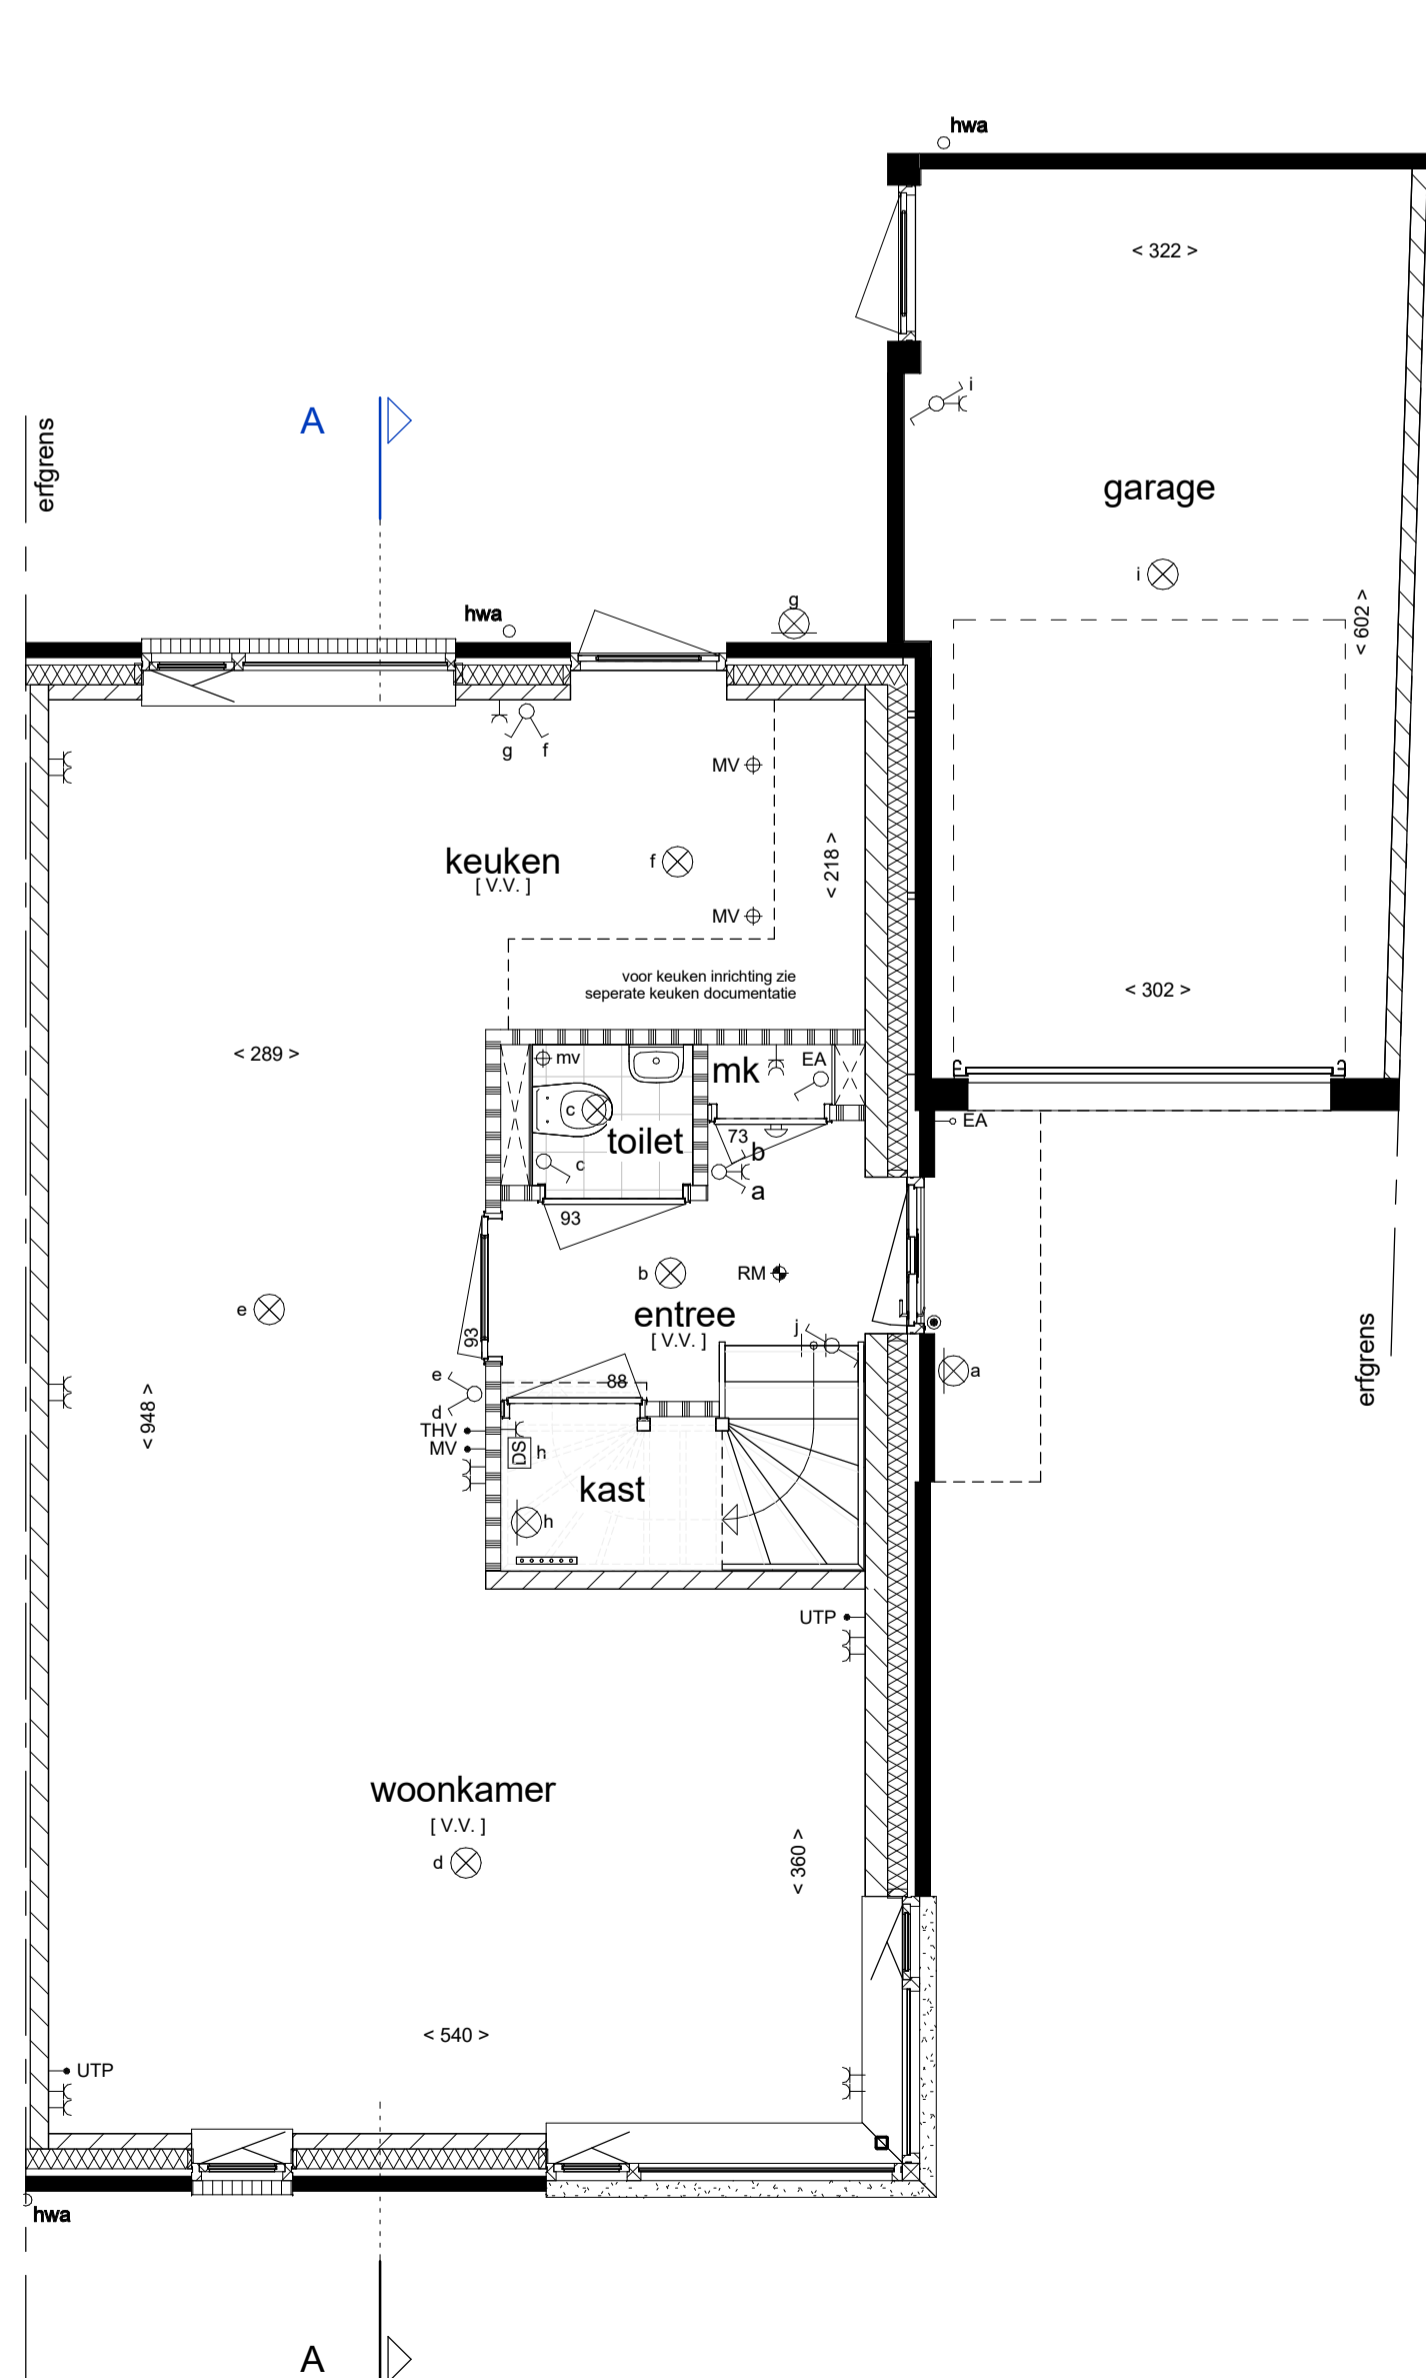 hwa
< 322 >
i
A
erfgrens
garage
i
< 602 >
hwa
g
g
f
MV
keuken
[ V.V. ]
f
< 218 >
MV
voor keuken inrichting zie
seperate keuken documentatie
< 302 >
< 289 >
mv
mk
EA
c
toilet
c
73
b
a
EA
93
b
RM
entree
[ V.V. ]
e
93
j
a
erfgrens
e
d
88
THV
MV
DS
h
< 948 >
kast
h
UTP
woonkamer
[ V.V. ]
d
< 360 >
< 540 >
UTP
hwa
A